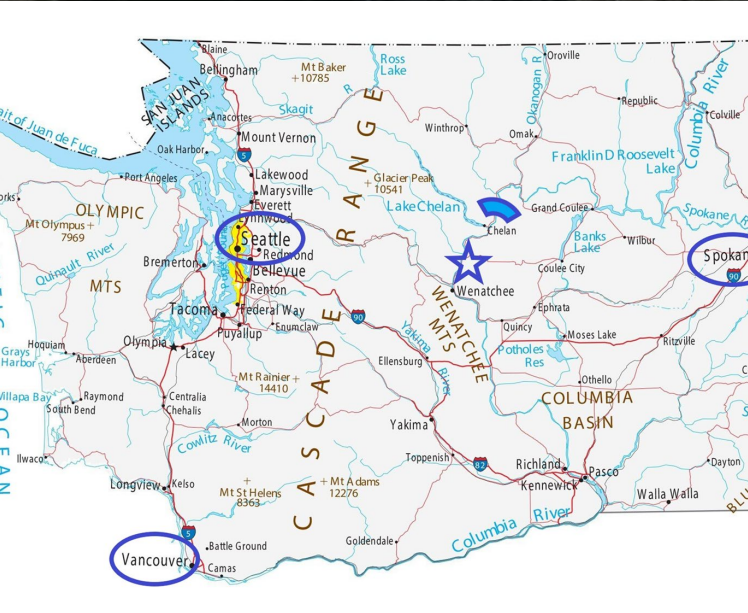 Blaine
Bellingham
Mt Baker
+10785
Ross
Lake
Oroville
Okanogan R
SAN JUAN
ISLANDS
Anacortes
Skagit
R
Republic
Columbia River
Colville
ait of Juan de Fuca
Mount Vernon
Winthrop
Omak
Oak Harbor
5
Franklin D Roosevelt
Lake
Port Angeles
Lakewood
Marysville
Everett
Lynnwood
Glacier Peak
10541
Lake Chelan
Grand Coulee
Spokane R
orks
OLYMPIC
MTS
Mt Olympus +
7969
Seattle
Redmond
Bellevue
Renton
Chelan
Banks
Lake
Wilbur
Spokan
90
Quinault River
Bremerton
Coulee City
Wenatchee
WENATCHEE
MTS
Tacoma
Federal Way
Puyallup
Enumclaw
90
Ephrata
Quincy
Moses Lake
Ritzville
Grays
Harbor
Hoquiam
Aberdeen
Olympia
Lacey
Yakima
River
Ellensburg
Potholes
Res
Othello
CASCADE RANGE
Mt Rainier +
14410
COLUMBIA
BASIN
illapa Bay
Raymond
South Bend
Centralia
Chehalis
Morton
Cowlitz River
Yakima
Toppenish
82
Richland
Pasco
Kennewick
Dayton
Ilwaco
OCEAN
Longview
Kelso
Mt St Helens
8363
+ Mt Adams
12276
Walla Walla
BLU
5
Vancouver
Battle Ground
Camas
Goldendale
Columbia River